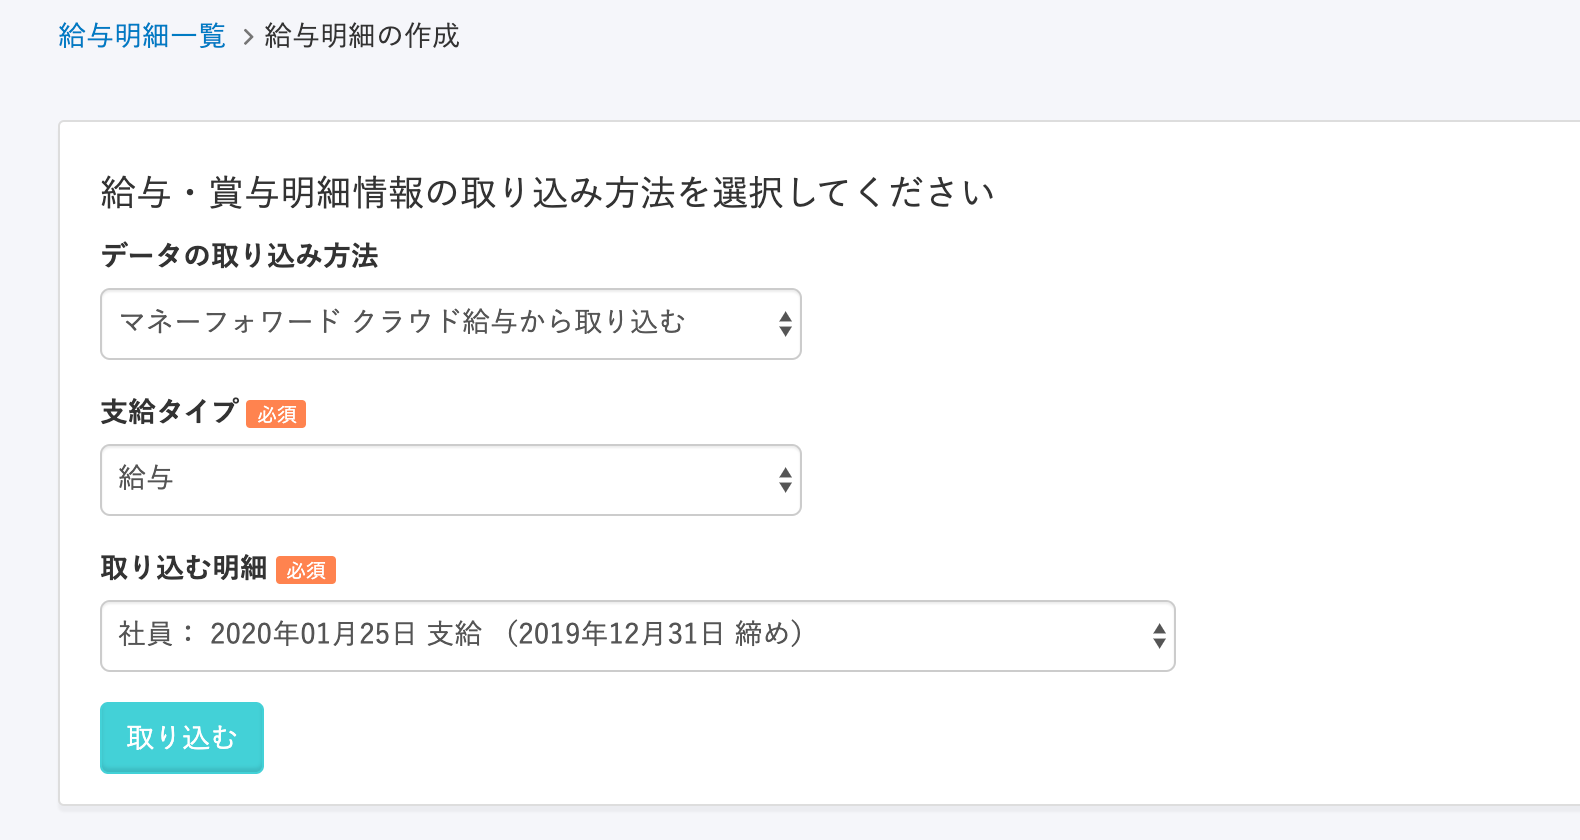 給与明細一覧 > 給与明細の作成
給与・賞与明細情報の取り込み方法を選択してください
データの取り込み方法
マネーフォワード クラウド給与から取り込む
支給タイプ 必須
給与
取り込む明細 必須
社員： 2020年01月25日 支給 （2019年12月31日 締め）
取り込む